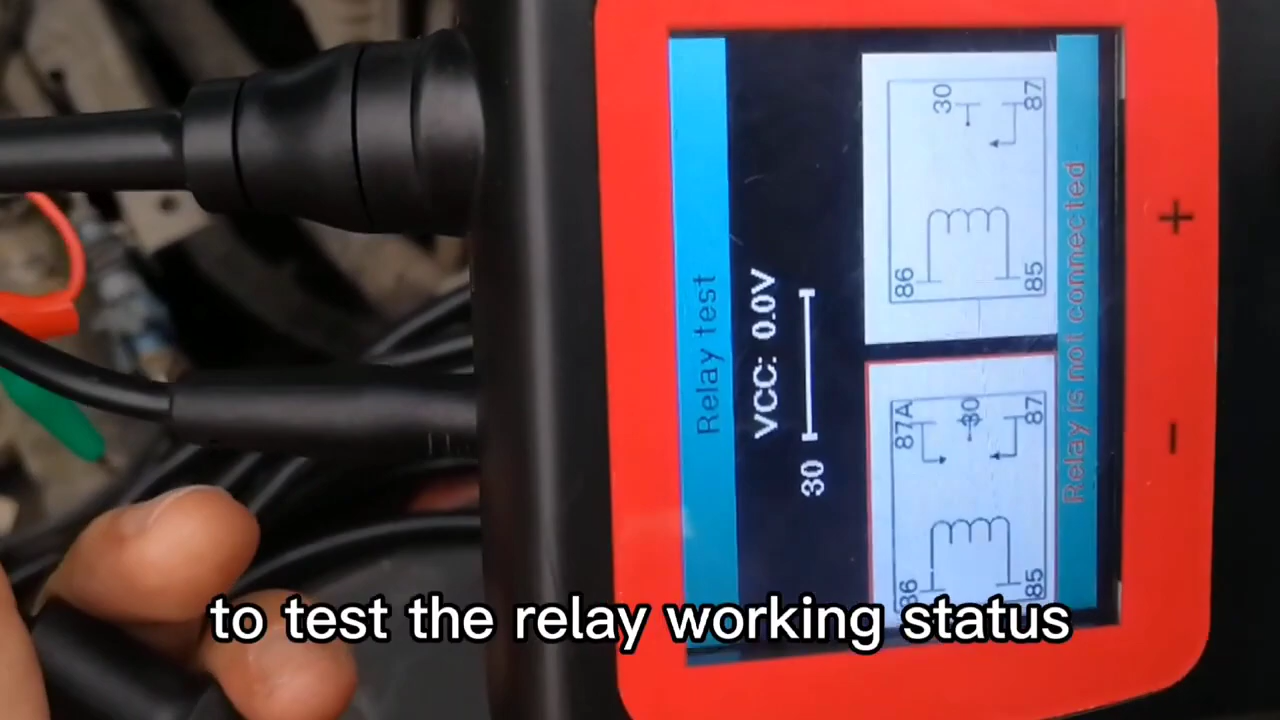 Relay test
VCC: 0.0V
30
87A
30
87
86
85
30
87
86
85
Relay is not connected
+
-
to test the relay working status